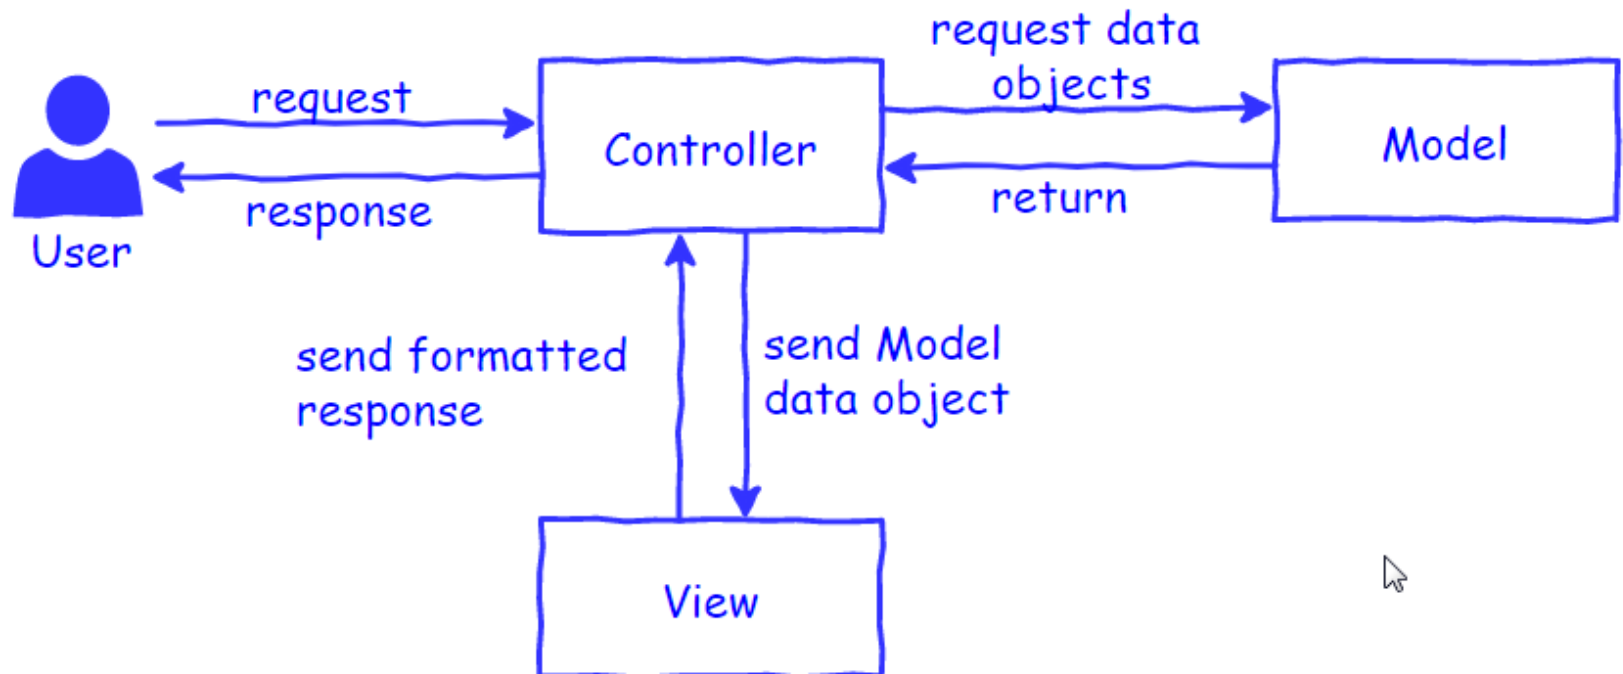 request data
objects
request
Controller
Model
return
response
User
send formatted
response
send Model
data object
View